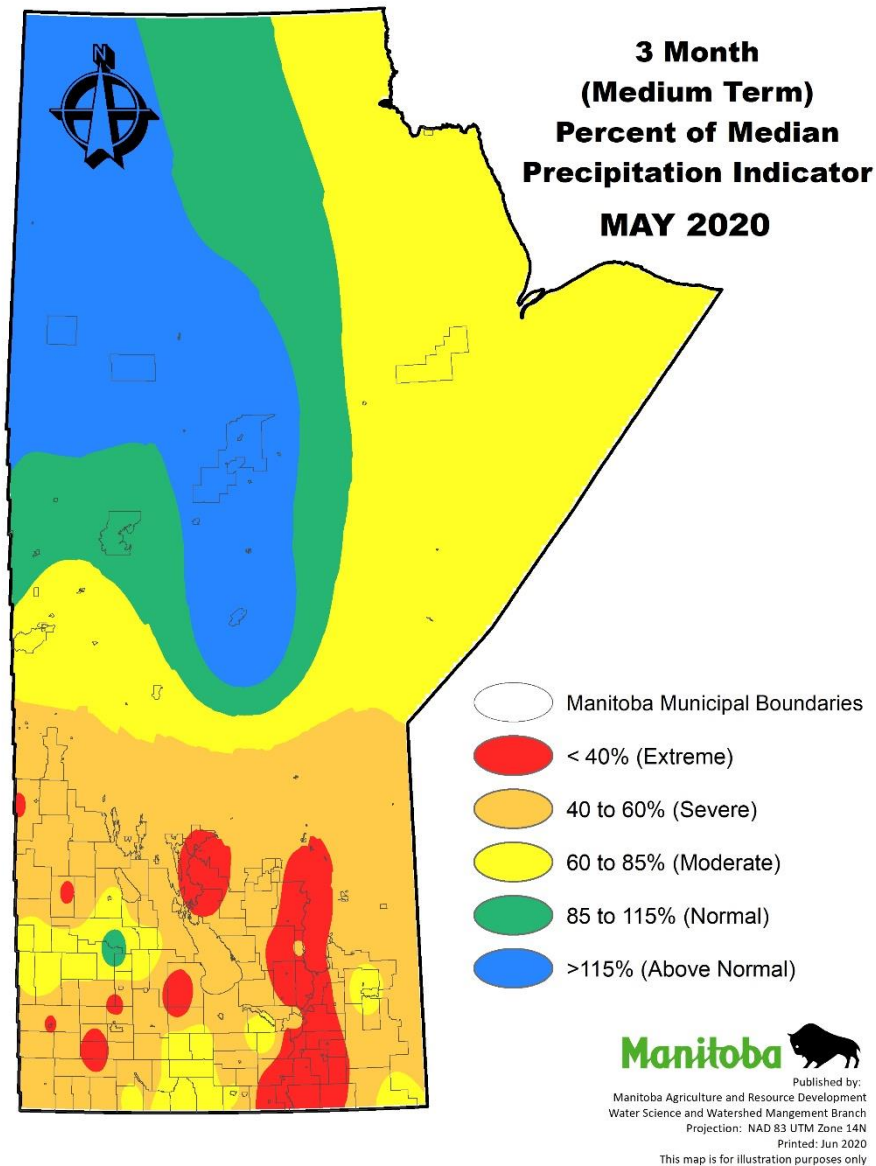 N
3 Month
(Medium Term)
Percent of Median
Precipitation Indicator
MAY 2020
Manitoba Municipal Boundaries
< 40% (Extreme)
40 to 60% (Severe)
60 to 85% (Moderate)
85 to 115% (Normal)
>115% (Above Normal)
Manitoba
Published by:
Manitoba Agriculture and Resource Development
Water Science and Watershed Mangement Branch
Projection: NAD 83 UTM Zone 14N
Printed: Jun 2020
This map is for illustration purposes only